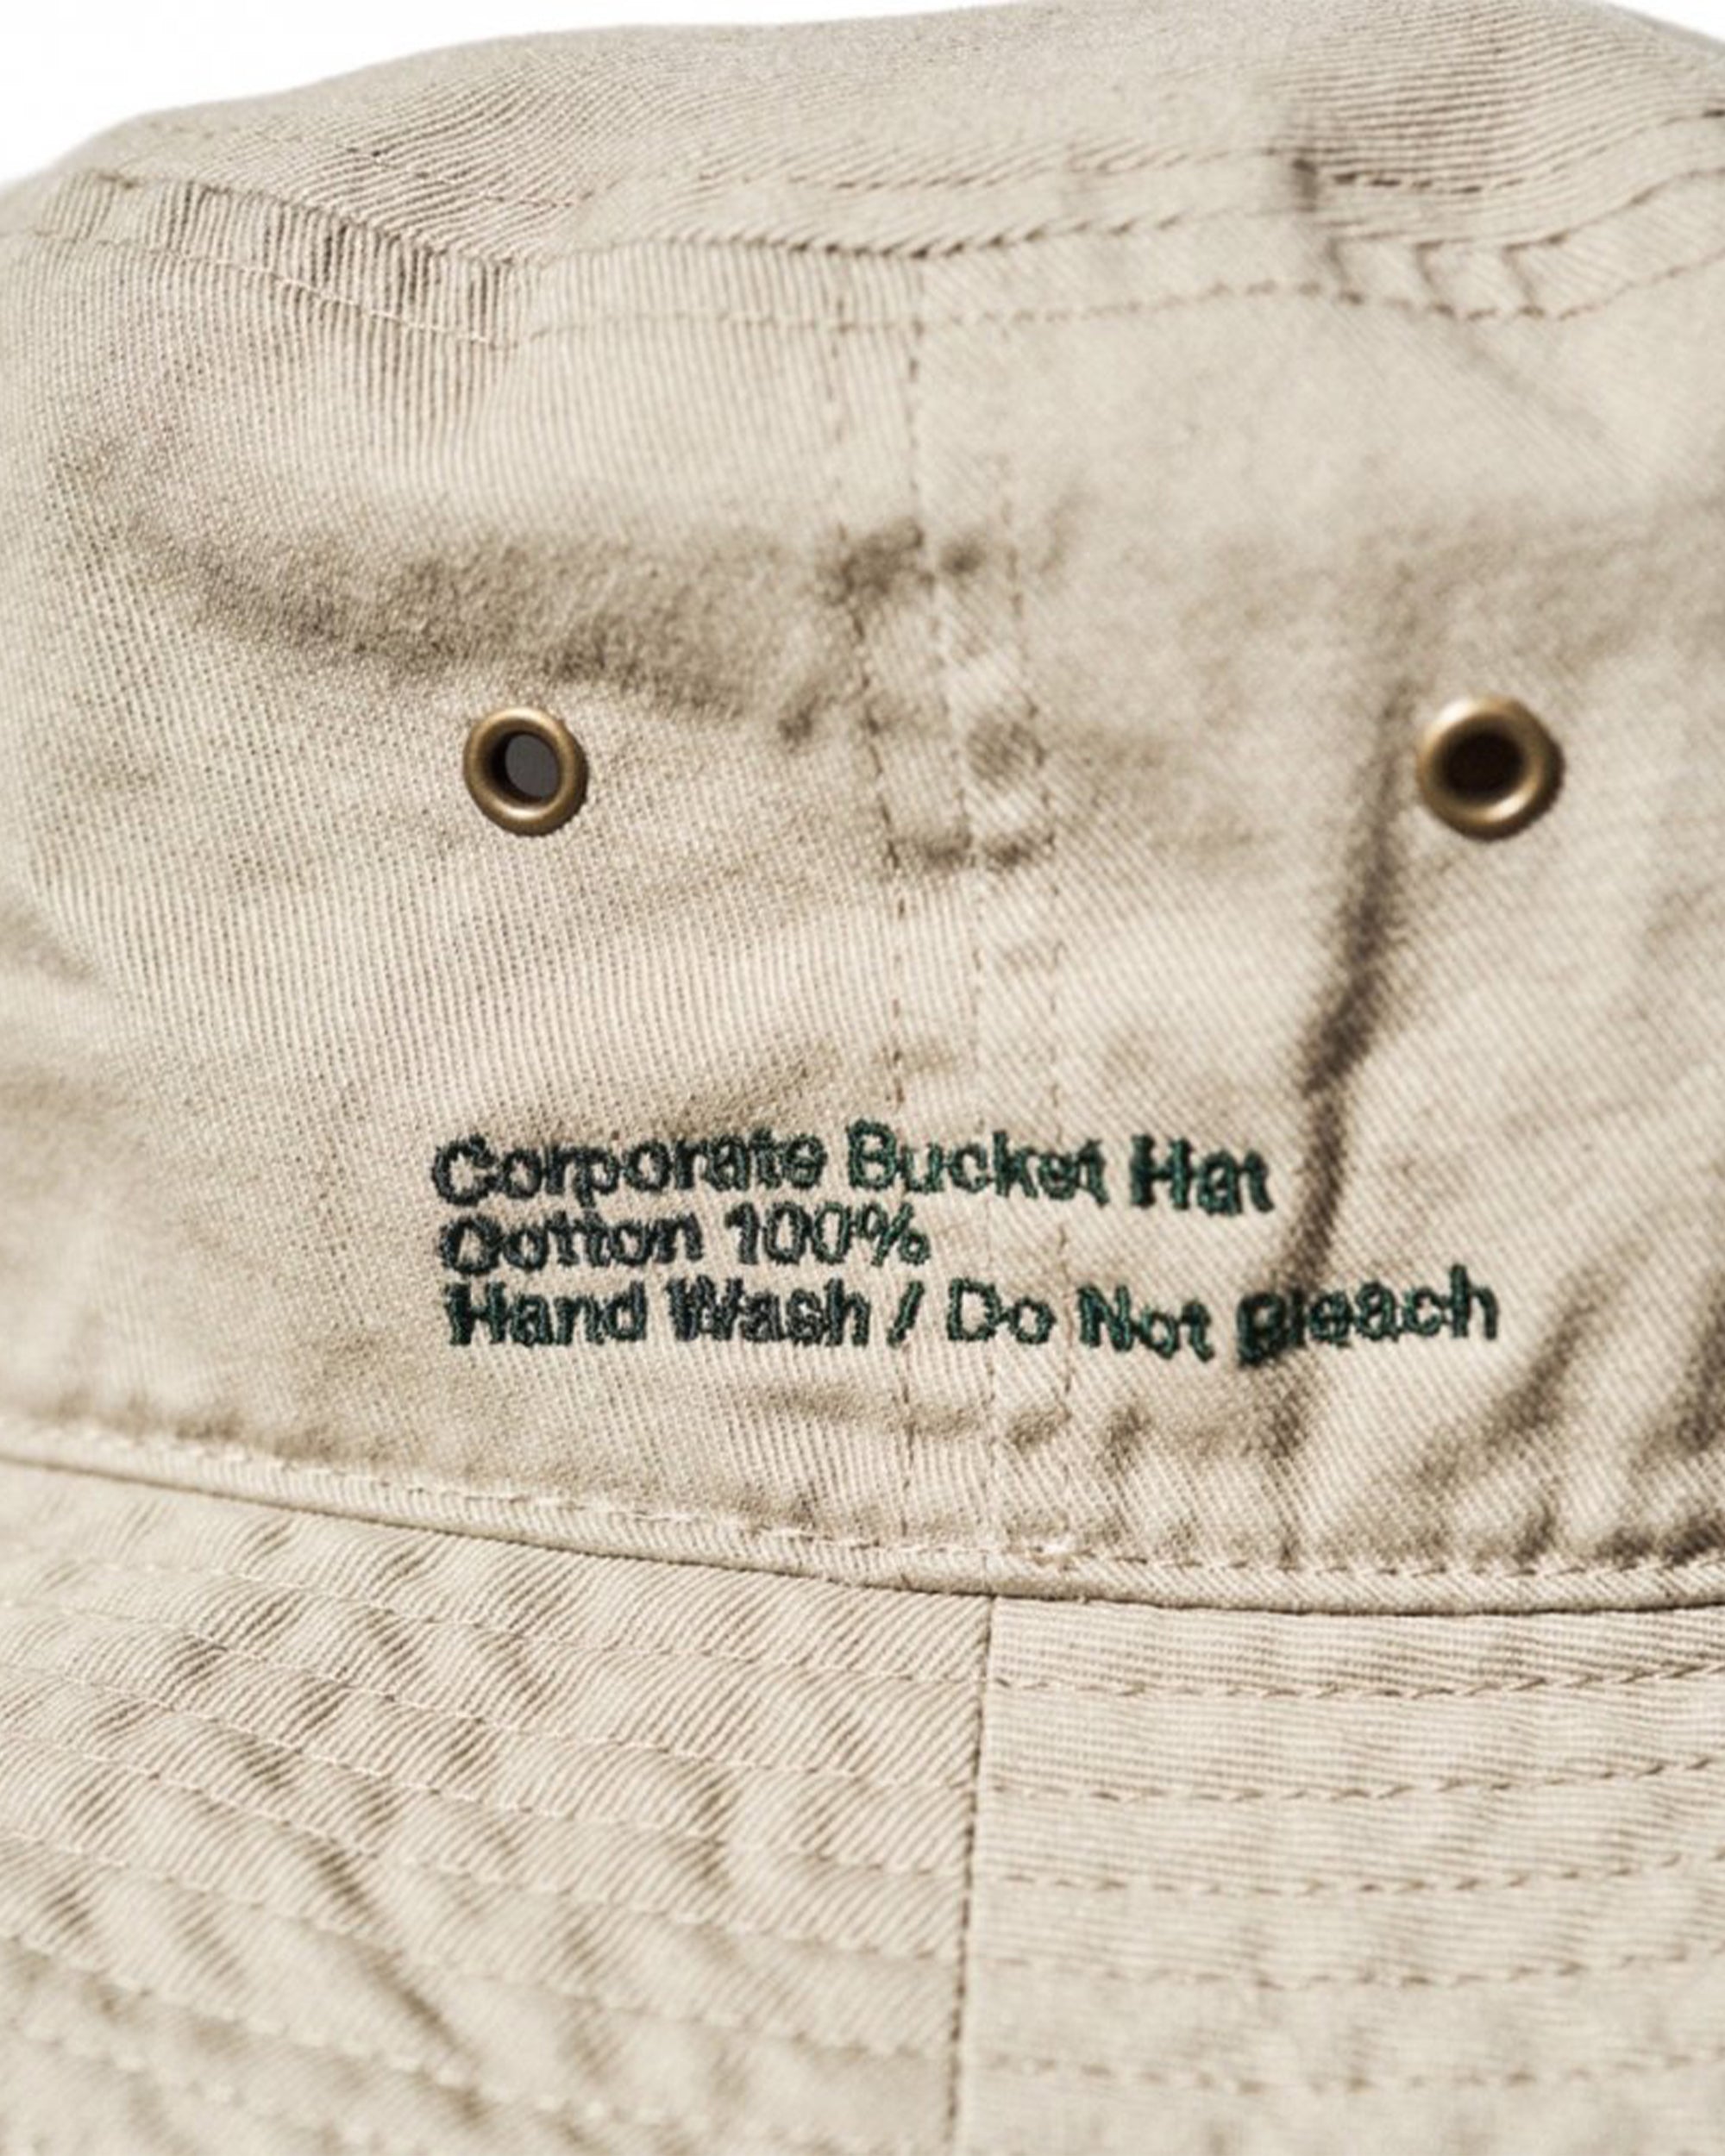 Corporate Bucket Hat
Cotton 100%
Hand Wash / Do Not Bleach